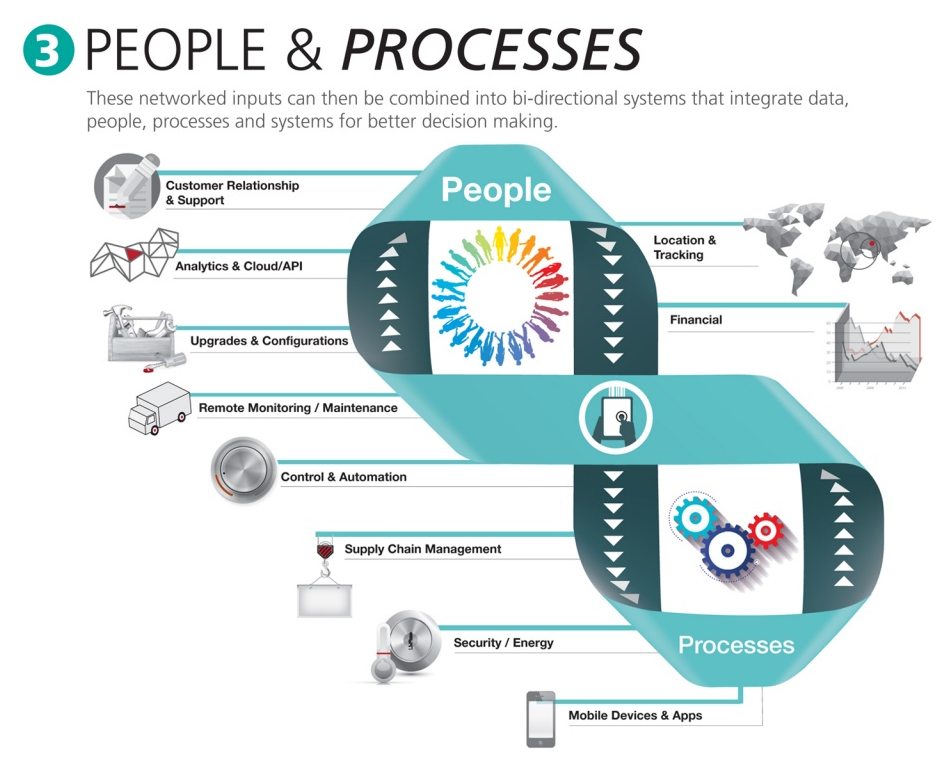 3 PEOPLE & PROCESSES
These networked inputs can then be combined into bi-directional systems that integrate data,
people, processes and systems for better decision making.
People
Customer Relationship
& Support
Location &
Tracking
Analytics & Cloud/API
Financial
Upgrades & Configurations
Remote Monitoring / Maintenance
Control & Automation
Supply Chain Management
Security / Energy
Processes
Mobile Devices & Apps